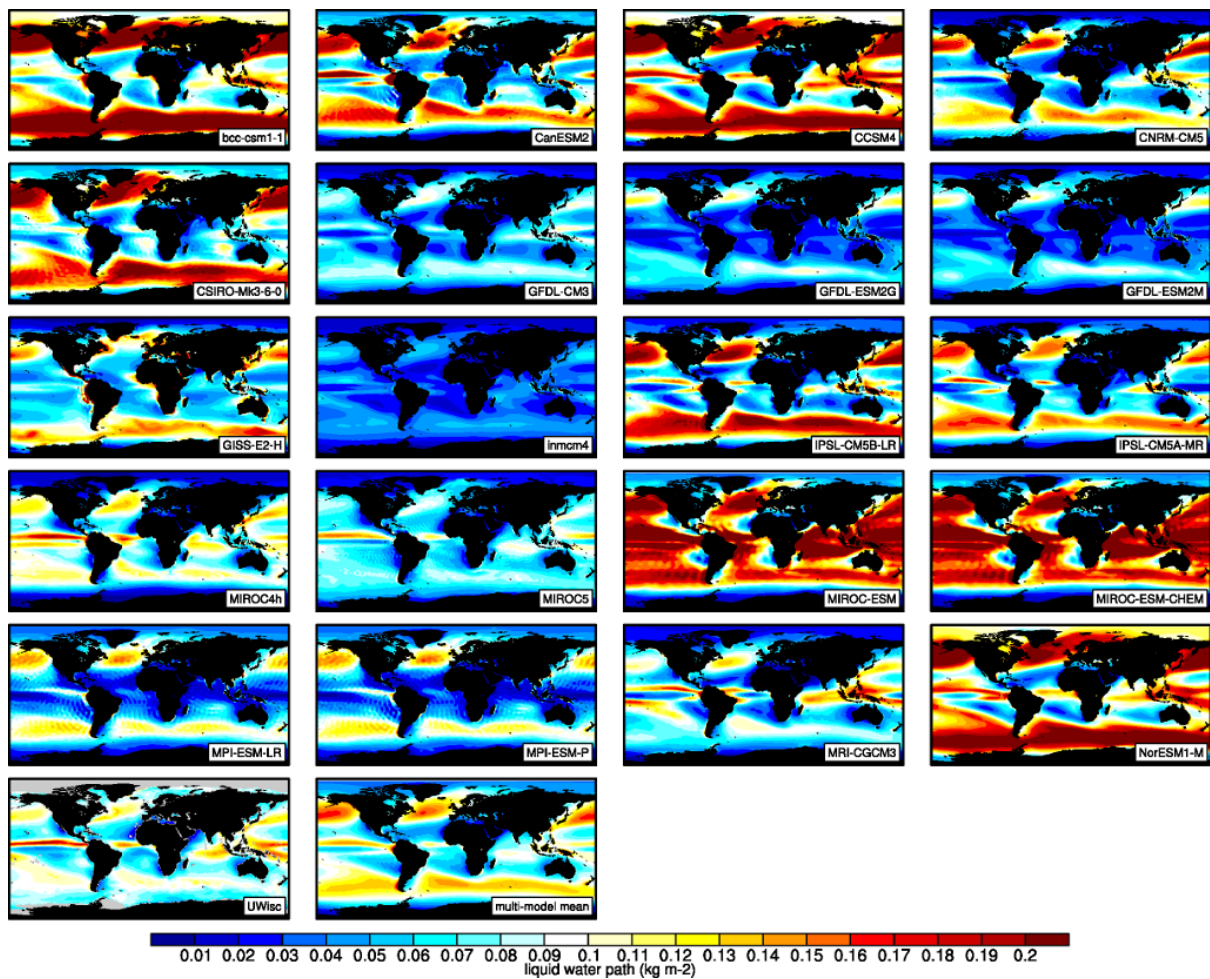 bcc-csm1-1
CanESM2
CCSM4
CNRM-CM5
CSIRO-Mk3-6-0
GFDL-CM3
GFDL-ESM2G
GFDL-ESM2M
GISS-E2-H
inmcm4
IPSL-CM5B-LR
IPSL-CM5A-MR
MIROC4h
MIROC5
MIROC-ESM
MIROC-ESM-CHEM
MPI-ESM-LR
MPI-ESM-P
MRI-CGCM3
NorESM1-M
UWisc
multi-model mean
0.01 0.02 0.03 0.04 0.05 0.06 0.07 0.08 0.09 0.1 0.11 0.12 0.13 0.14 0.15 0.16 0.17 0.18 0.19 0.2
liquid water path (kg m-2)